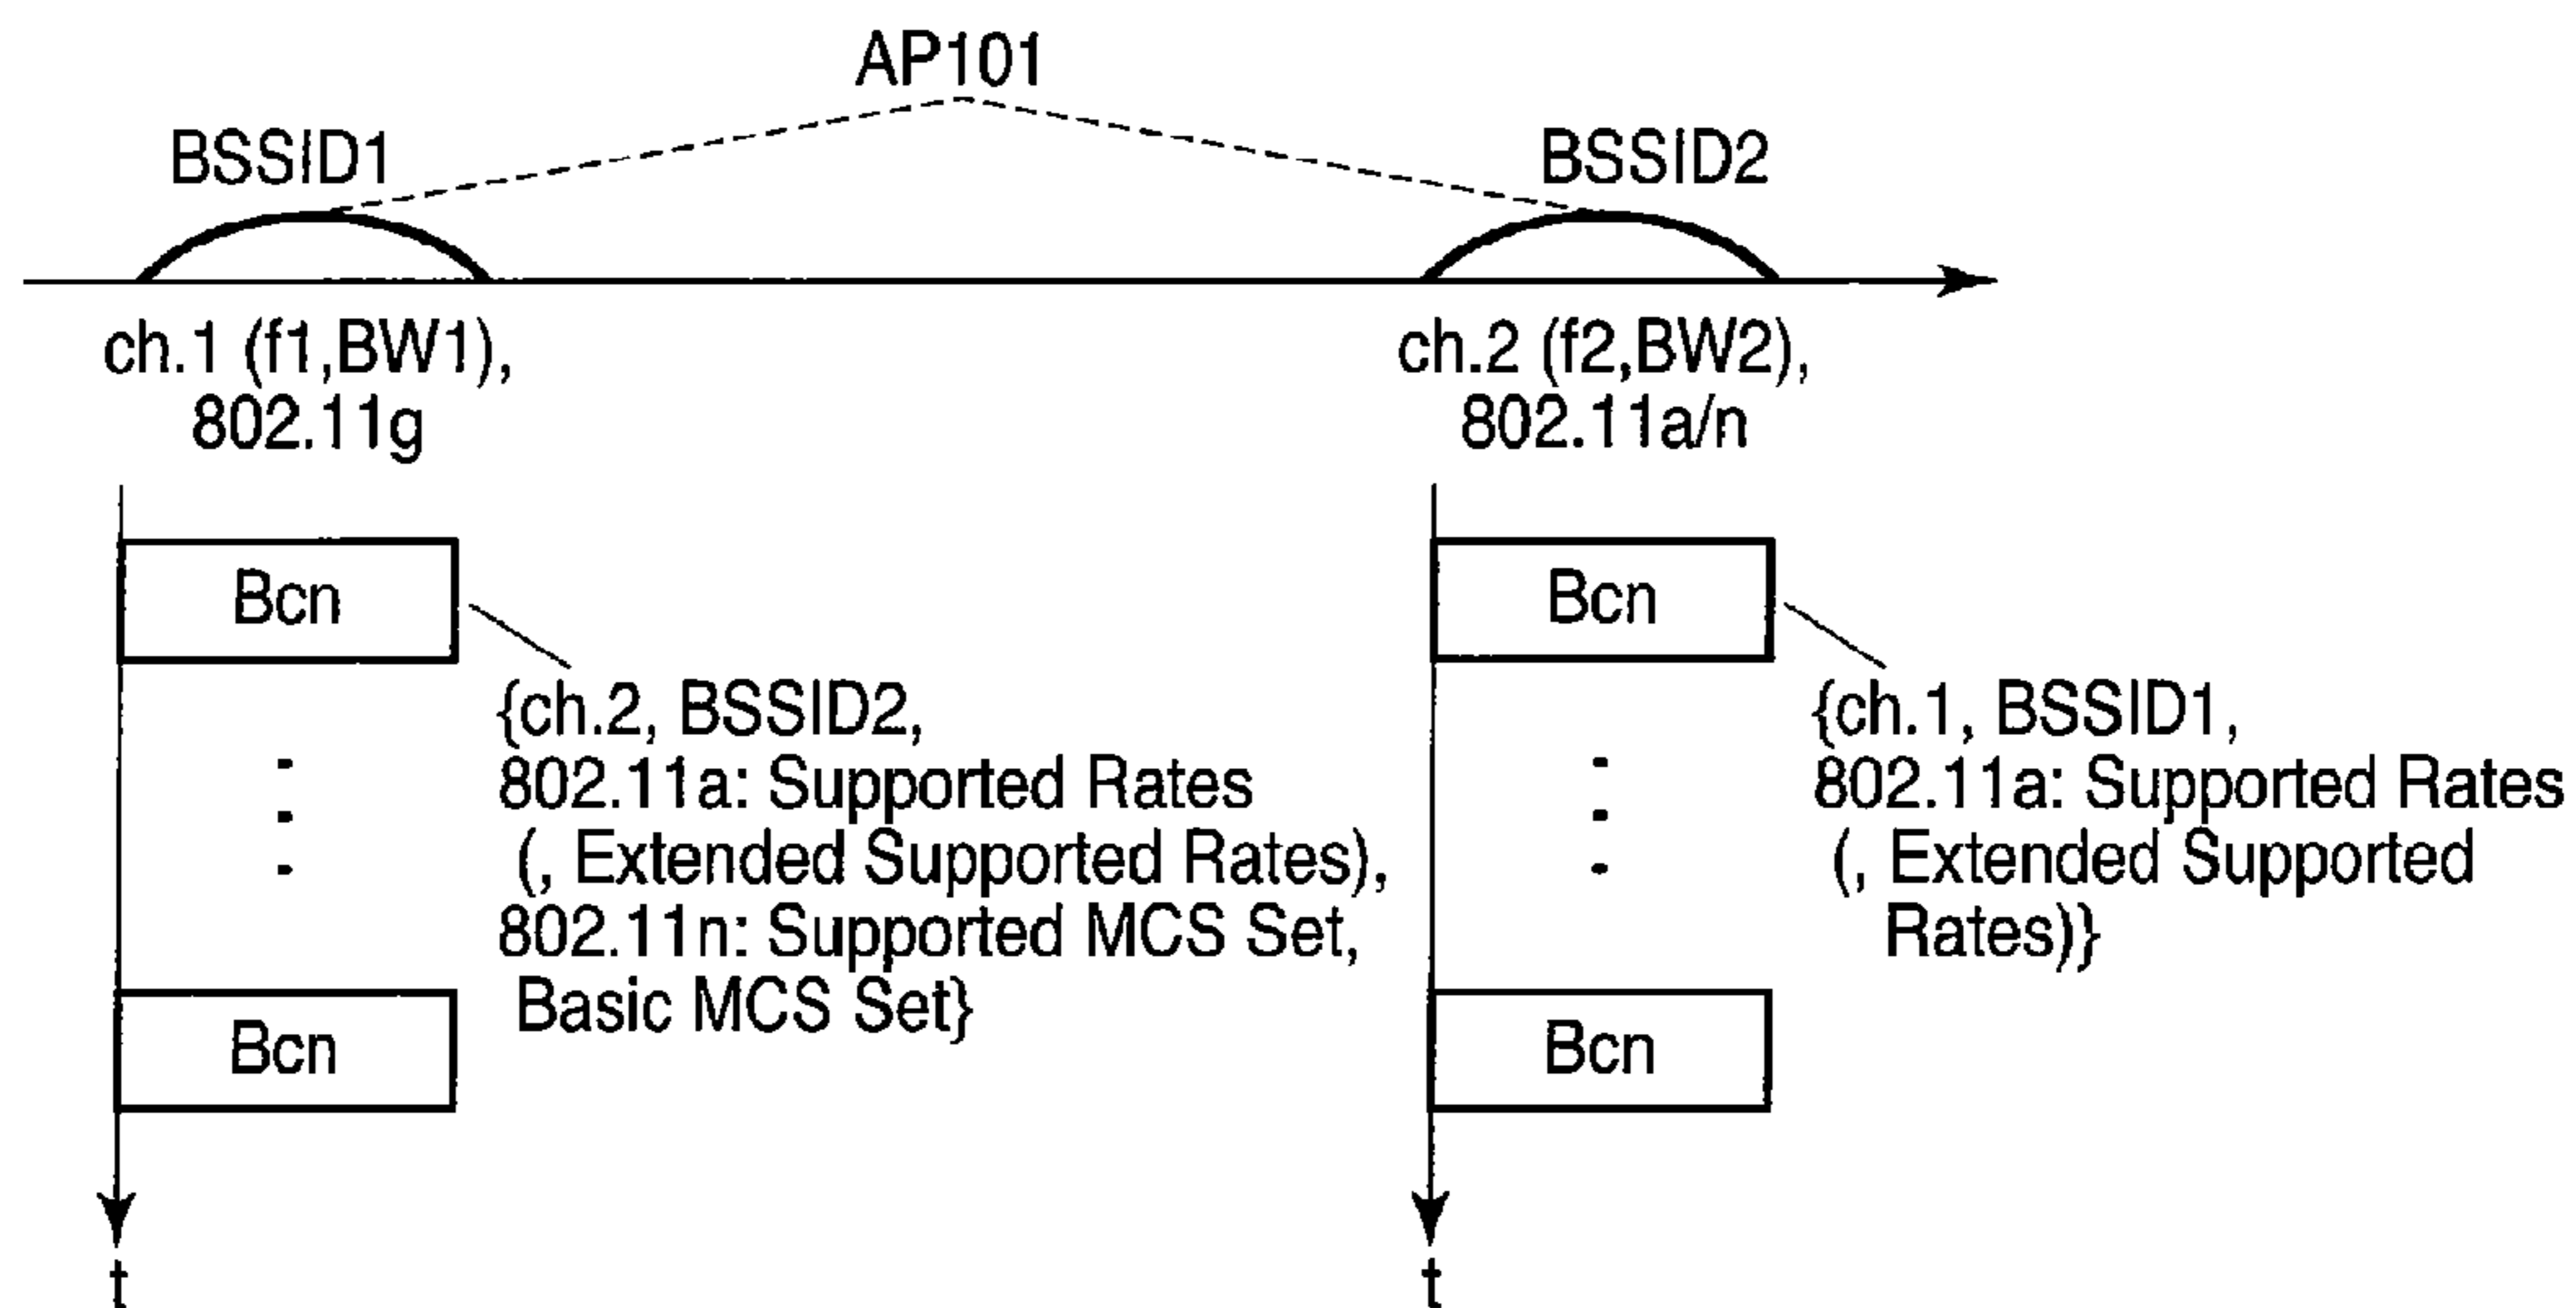 AP101
BSSID1
BSSID2
ch.1 (f1,BW1),
802.11g
ch.2 (f2,BW2),
802.11a/n
Bcn
{ch.2, BSSID2,
802.11a: Supported Rates
(, Extended Supported Rates),
802.11n: Supported MCS Set,
Basic MCS Set}
Bcn
t
Bcn
{ch.1, BSSID1,
802.11a: Supported Rates
(, Extended Supported
Rates)}
Bcn
t